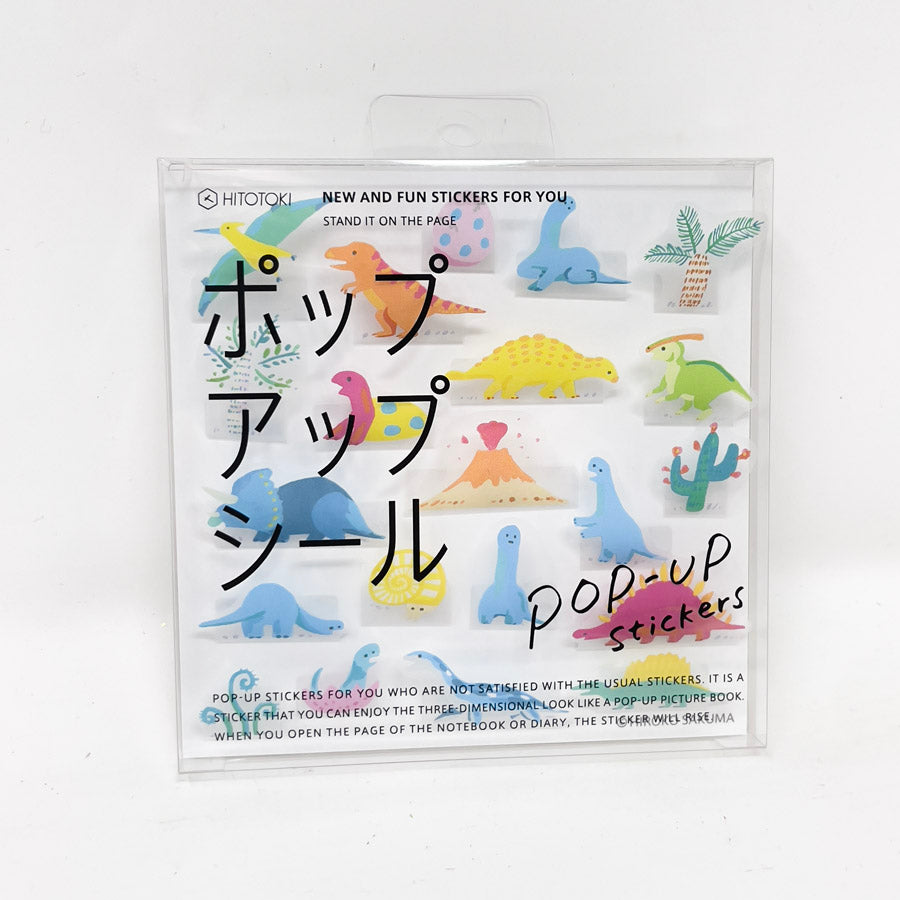 HITOTOKI
NEW AND FUN STICKERS FOR YOU
STAND IT ON THE PAGE
ポップ
アップ
シール
POP-UP
stickers
POP-UP STICKERS FOR YOU WHO ARE NOT SATISFIED WITH THE USUAL STICKERS. IT IS A
STICKER THAT YOU CAN ENJOY THE THREE-DIMENSIONAL LOOK LIKE A POP-UP PICTURE BOOK.
WHEN YOU OPEN THE PAGE OF THE NOTEBOOK OR DIARY, THE STICKER WILL RISE.
©HIROKO SAKUMA